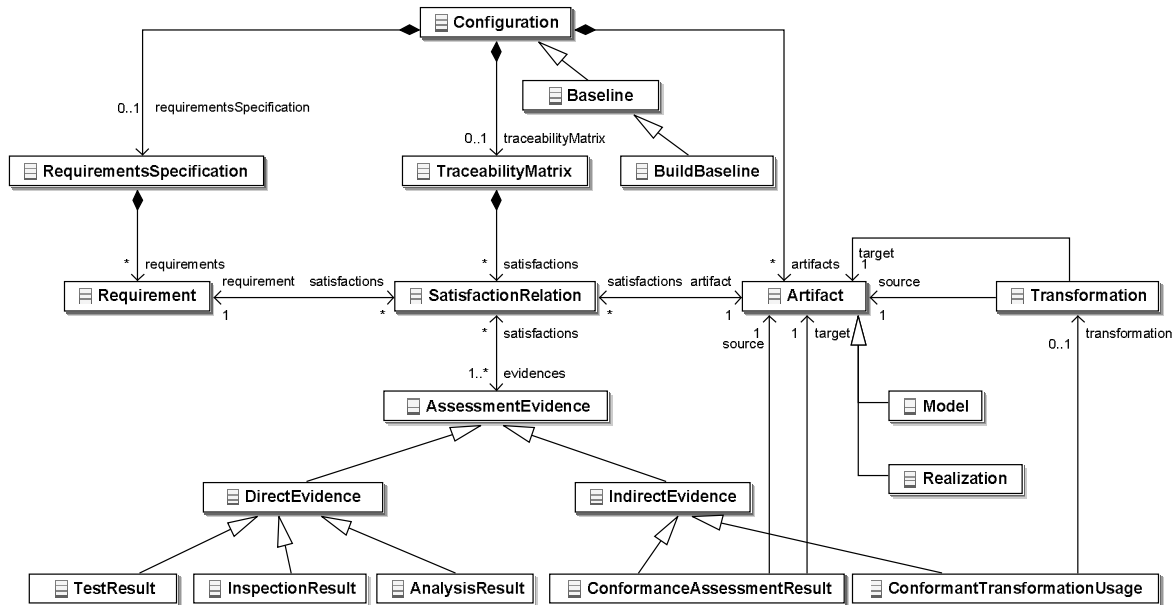 Configuration
Baseline
0..1 requirementsSpecification
0..1 traceabilityMatrix
RequirementsSpecification
TraceabilityMatrix
BuildBaseline
* requirements
* satisfactions
* artifacts
target
1
requirement satisfactions
satisfactions artifact
source
Requirement
SatisfactionRelation
Artifact
Transformation
1 *
* 1
1
* satisfactions
1 source
1 target
0..1 transformation
1..* evidences
AssessmentEvidence
Model
Realization
DirectEvidence
IndirectEvidence
TestResult
InspectionResult
AnalysisResult
ConformanceAssessmentResult
ConformantTransformationUsage